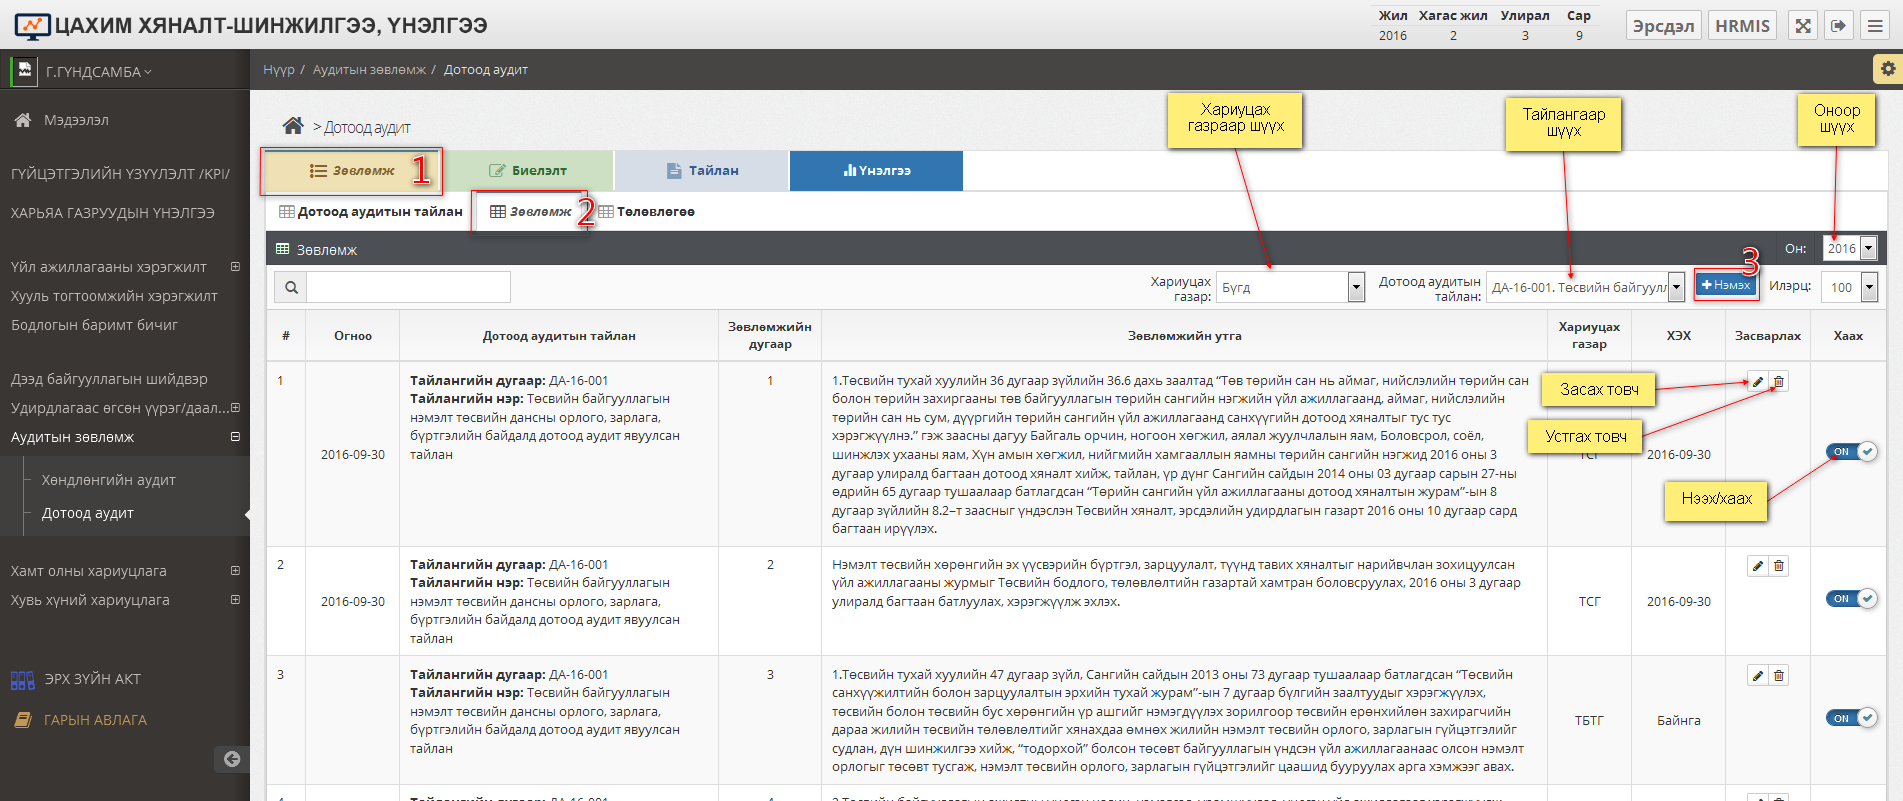 ЦАХИМ ХЯНАЛТ-ШИНЖИЛГЭЭ, ҮНЭЛГЭЭ
Жил Хагас жил Улирал Сар
2016 2 3 9
Эрсдэл HRMIS
Г.ГҮНДСАМБА
Нүүр / Аудитын зөвлөмж / Дотоод аудит
Мэдээлэл
ГҮЙЦЭТГЭЛИЙН ҮЗҮҮЛЭЛТ /KPI/
ХАРЬЯА ГАЗРУУДЫН ҮНЭЛГЭЭ
Үйл ажиллагааны хэрэгжилт
Хууль тогтоомжийн хэрэгжилт
Бодлогын баримт бичиг
Дээд байгууллагын шийдвэр
Удирдлагаас өгсөн үүрэг/даал...
Аудитын зөвлөмж
Хөндлөнгийн аудит
Дотоод аудит
Хамт олны хариуцлага
Хувь хүний хариуцлага
ЭРХ ЗҮЙН АКТ
ГАРЫН АВЛАГА
> Дотоод аудит
Хариуцах
газраар шүүх
Тайлангаар
шүүх
Оноор
шүүх
Зөвлөмж 1
Биелэлт
Тайлан
Үнэлгээ
Дотоод аудитын тайлан
Зөвлөмж 2
Төлөвлөгөө
Зөвлөмж
Он: 2016
Хариуцах
газар: Бүгд
Дотоод аудитын
тайлан: ДА-16-001. Төсвийн байгуулл
3
Нэмэх
Илэрц: 100
# Огноо Дотоод аудитын тайлан Зөвлөмжийн
дугаар Зөвлөмжийн утга Хариуцах
газар ХЭХ Засварлах Хаах
1
2016-09-30
Тайлангийн дугаар: ДА-16-001
Тайлангийн нэр: Төсвийн байгууллагын
нэмэлт төсвийн дансны орлого, зарлага,
бүртгэлийн байдалд дотоод аудит явуулсан
тайлан
1
1.Төсвийн тухай хуулийн 36 дугаар зүйлийн 36.6 дахь заалтад “Төв төрийн сан нь аймаг, нийслэлийн төрийн сан
болон төрийн захиргааны төв байгууллагын төрийн сангийн нэгжийн үйл ажиллагаанд, аймаг, нийслэлийн
төрийн сан нь сум, дүүргийн төрийн сангийн үйл ажиллагаанд санхүүгийн дотоод хяналтыг тус тус
хэрэгжүүлнэ.” гэж заасны дагуу Байгаль орчин, ногоон хөгжил, аялал жуулчлалын яам, Боловсрол, соёл,
шинжлэх ухааны яам, Хүн амын хөгжил, нийгмийн хамгааллын яамны төрийн сангийн нэгжид 2016 оны 3
дугаар улиралд багтаан дотоод хяналт хийж, тайлан, үр дүнг Сангийн сайдын 2014 оны 03 дугаар сарын 27-ны
өдрийн 65 дугаар тушаалаар батлагдсан “Төрийн сангийн үйл ажиллагааны дотоод хяналтын журам”-ын 8
дугаар зүйлийн 8.2–т заасныг үндэслэн Төсвийн хяналт, эрсдэлийн удирдлагын газарт 2016 оны 10 дугаар сард
багтаан ирүүлэх.
ТСГ
2016-09-30
ON
Засах товч
Устгах товч
Нээх/хаах
2
2016-09-30
Тайлангийн дугаар: ДА-16-001
Тайлангийн нэр: Төсвийн байгууллагын
нэмэлт төсвийн дансны орлого, зарлага,
бүртгэлийн байдалд дотоод аудит явуулсан
тайлан
2
Нэмэлт төсвийн хөрөнгийн эх үүсвэрийн бүртгэл, зарцуулалт, түүнд тавих хяналтыг нарийвчлан зохицуулсан
үйл ажиллагааны журмыг Төсвийн бодлого, төлөвлөлтийн газартай хамтран боловсруулах, 2016 оны 3 дугаар
улиралд багтаан батлуулах, хэрэгжүүлж эхлэх.
ТСГ
2016-09-30
ON
3
Тайлангийн дугаар: ДА-16-001
Тайлангийн нэр: Төсвийн байгууллагын
нэмэлт төсвийн дансны орлого, зарлага,
бүртгэлийн байдалд дотоод аудит явуулсан
тайлан
3
1.Төсвийн тухай хуулийн 47 дугаар зүйл, Сангийн сайдын 2013 оны 73 дугаар тушаалаар батлагдсан “Төсвийн
санхүүжилтийн болон зарцуулалтын эрхийн тухай журам”-ын 7 дугаар бүлгийн заалтуудыг хэрэгжүүлэх,
төсвийн болон төсвийн бус хөрөнгийн үр ашгийг нэмэгдүүлэх зорилгоор төсвийн ерөнхийлөн захирагчийн
дараа жилийн төсвийн төлөвлөлтийг хянахдаа өмнөх жилийн нэмэлт төсвийн орлого, зарлагын гүйцэтгэлийг
судлан, дүн шинжилгээ хийж, “тодорхой” болсон төсөвт байгууллагын үндсэн үйл ажиллагаанаас олсон нэмэлт
орлогыг төсөвт тусгаж, нэмэлт төсвийн орлого, зарлагын гүйцэтгэлийг цаашид бууруулах арга хэмжээг авах.
ТБТГ
Байнга
ON